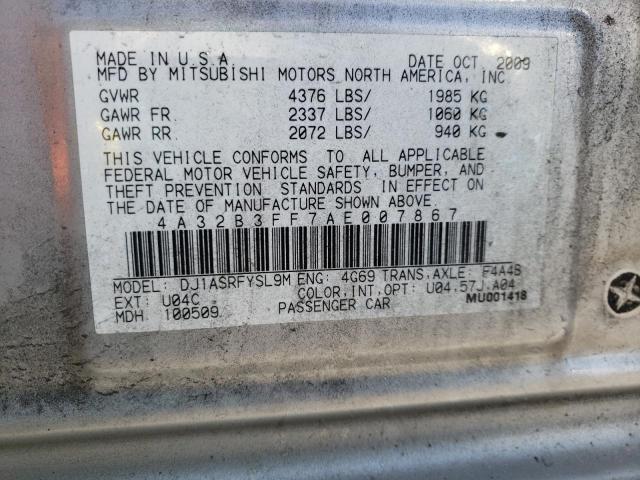 MADE IN U.S.A. DATE OCT 2009
MFD BY MITSUBISHI MOTORS NORTH AMERICA, INC
GVWR 4376 LBS/ 1985 KG
GAWR FR. 2337 LBS/ 1060 KG
GAWR RR. 2072 LBS/ 940 KG
THIS VEHICLE CONFORMS TO ALL APPLICABLE
FEDERAL MOTOR VEHICLE SAFETY, BUMPER, AND
THEFT PREVENTION STANDARDS IN EFFECT ON
THE DATE OF MANUFACTURE SHOWN ABOVE.
4A32B3FF7AE007867
MODEL: DJ1ASRFYSL9M ENG: 4G69 TRANS,AXLE: F4A4B
EXT: U04C COLOR,INT,OPT: U04.57J.A04
MDH 100509 PASSENGER CAR MU001418